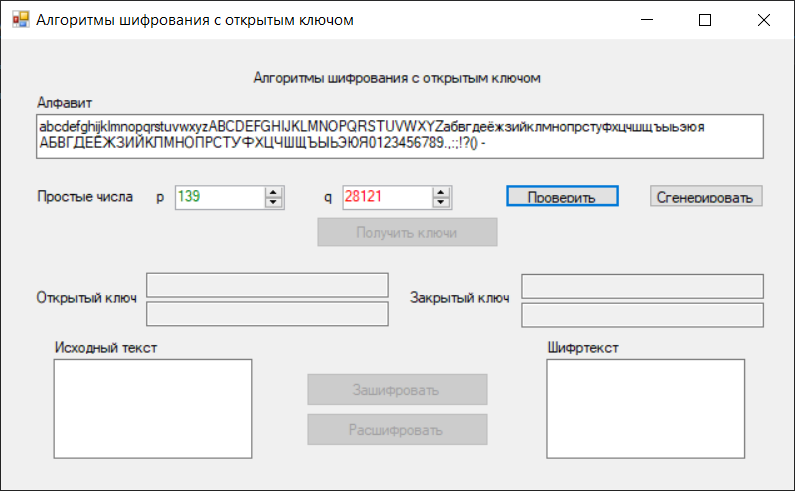 Алгоритмы шифрования с открытым ключом
Алгоритмы шифрования с открытым ключом
Алфавит
abcdefghijklmnopqrstuvwxyzABCDEFGHIJKLMNOPQRSTUVWXYZабвгдеёжзийклмнопрстуфхцчшщъыьэюя
АБВГДЕЁЖЗИЙКЛМНОПРСТУФХЦЧШЩЪЫЬЭЮЯ0123456789.,:;!?() -
Простые числа p 139 q 28121 Проверить Сгенерировать
Получить ключи
Открытый ключ Закрытый ключ
Исходный текст Шифртекст
Зашифровать
Расшифровать